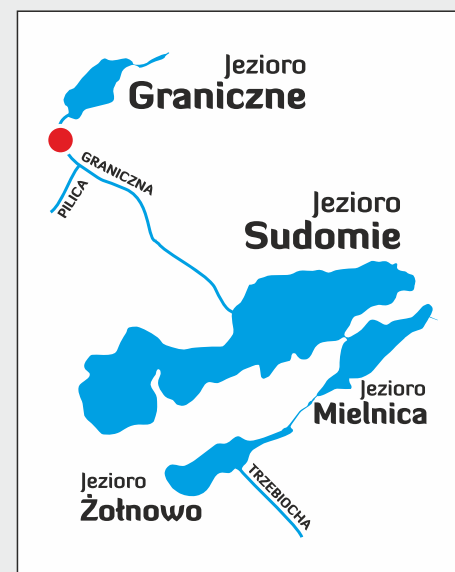 Jezioro
Graniczne
GRANICZNA
PILICA
Jezioro
Sudomie
Jezioro
Mielnica
Jezioro
Żołnowo
TRZEBIOCHA